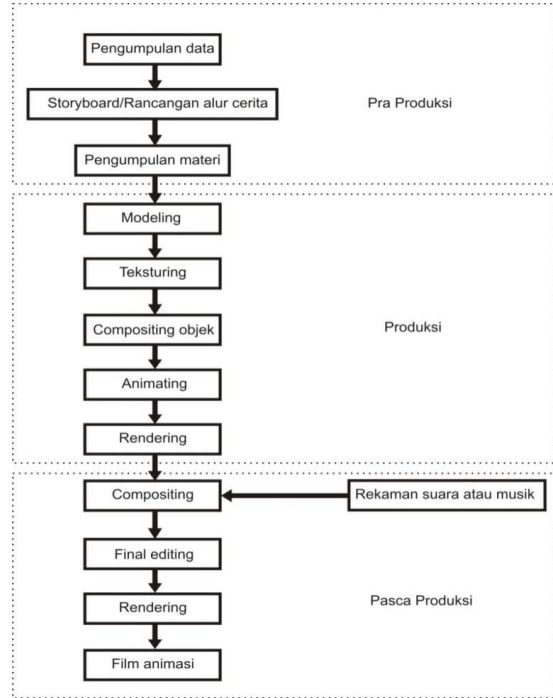 Pengumpulan data
Storyboard/Rancangan alur cerita
Pra Produksi
Pengumpulan materi
Modeling
Teksturing
Compositing objek
Produksi
Animating
Rendering
Compositing
Rekaman suara atau musik
Final editing
Rendering
Pasca Produksi
Film animasi